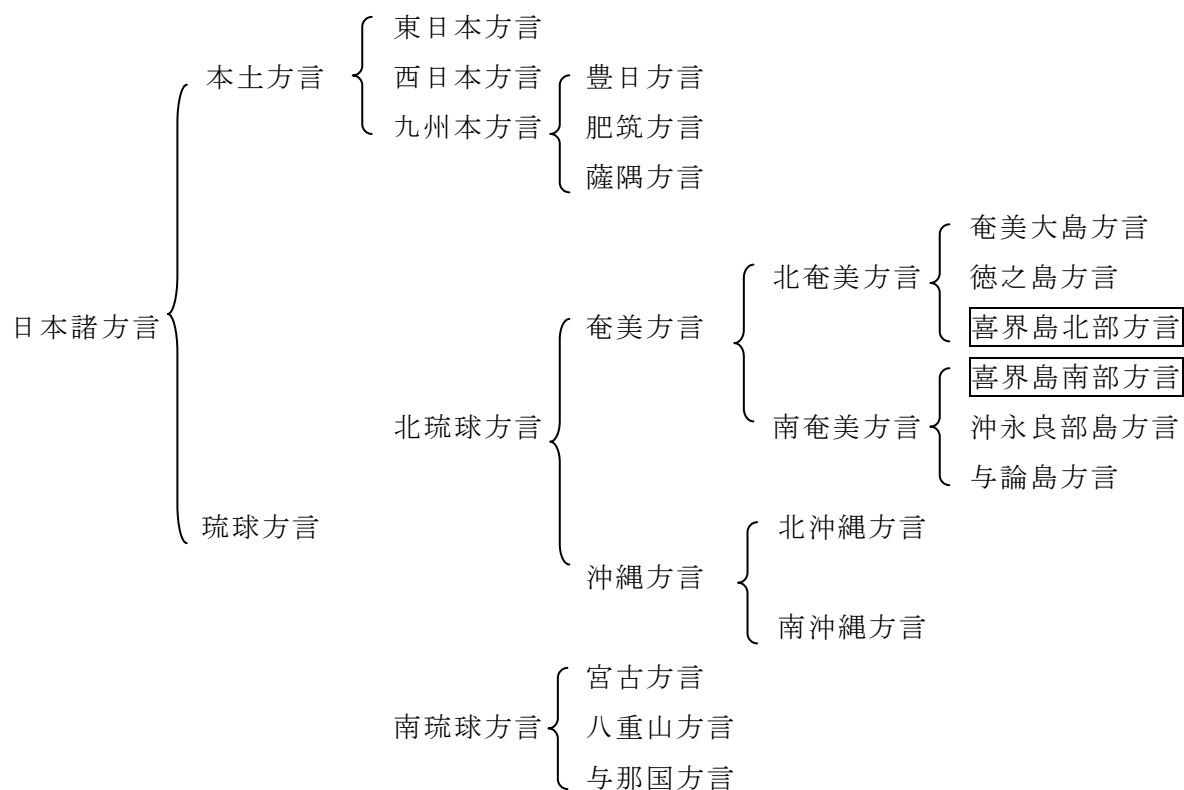 東日本方言
本土方言 西日本方言 豊日方言
九州本方言 肥筑方言
薩隅方言
奄美大島方言
北奄美方言 徳之島方言
日本諸方言 奄美方言 喜界島北部方言
喜界島南部方言
北琉球方言 南奄美方言 沖永良部島方言
与論島方言
琉球方言 北沖縄方言
沖縄方言
南沖縄方言
宮古方言
南琉球方言 八重山方言
与那国方言